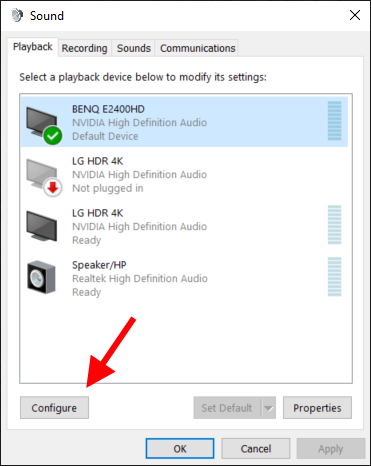 Sound
Playback Recording Sounds Communications
Select a playback device below to modify its settings:
BENQ E2400HD
NVIDIA High Definition Audio
Default Device
LG HDR 4K
NVIDIA High Definition Audio
Not plugged in
LG HDR 4K
NVIDIA High Definition Audio
Ready
Speaker/HP
Realtek High Definition Audio
Ready
Configure Set Default Properties
OK Cancel Apply